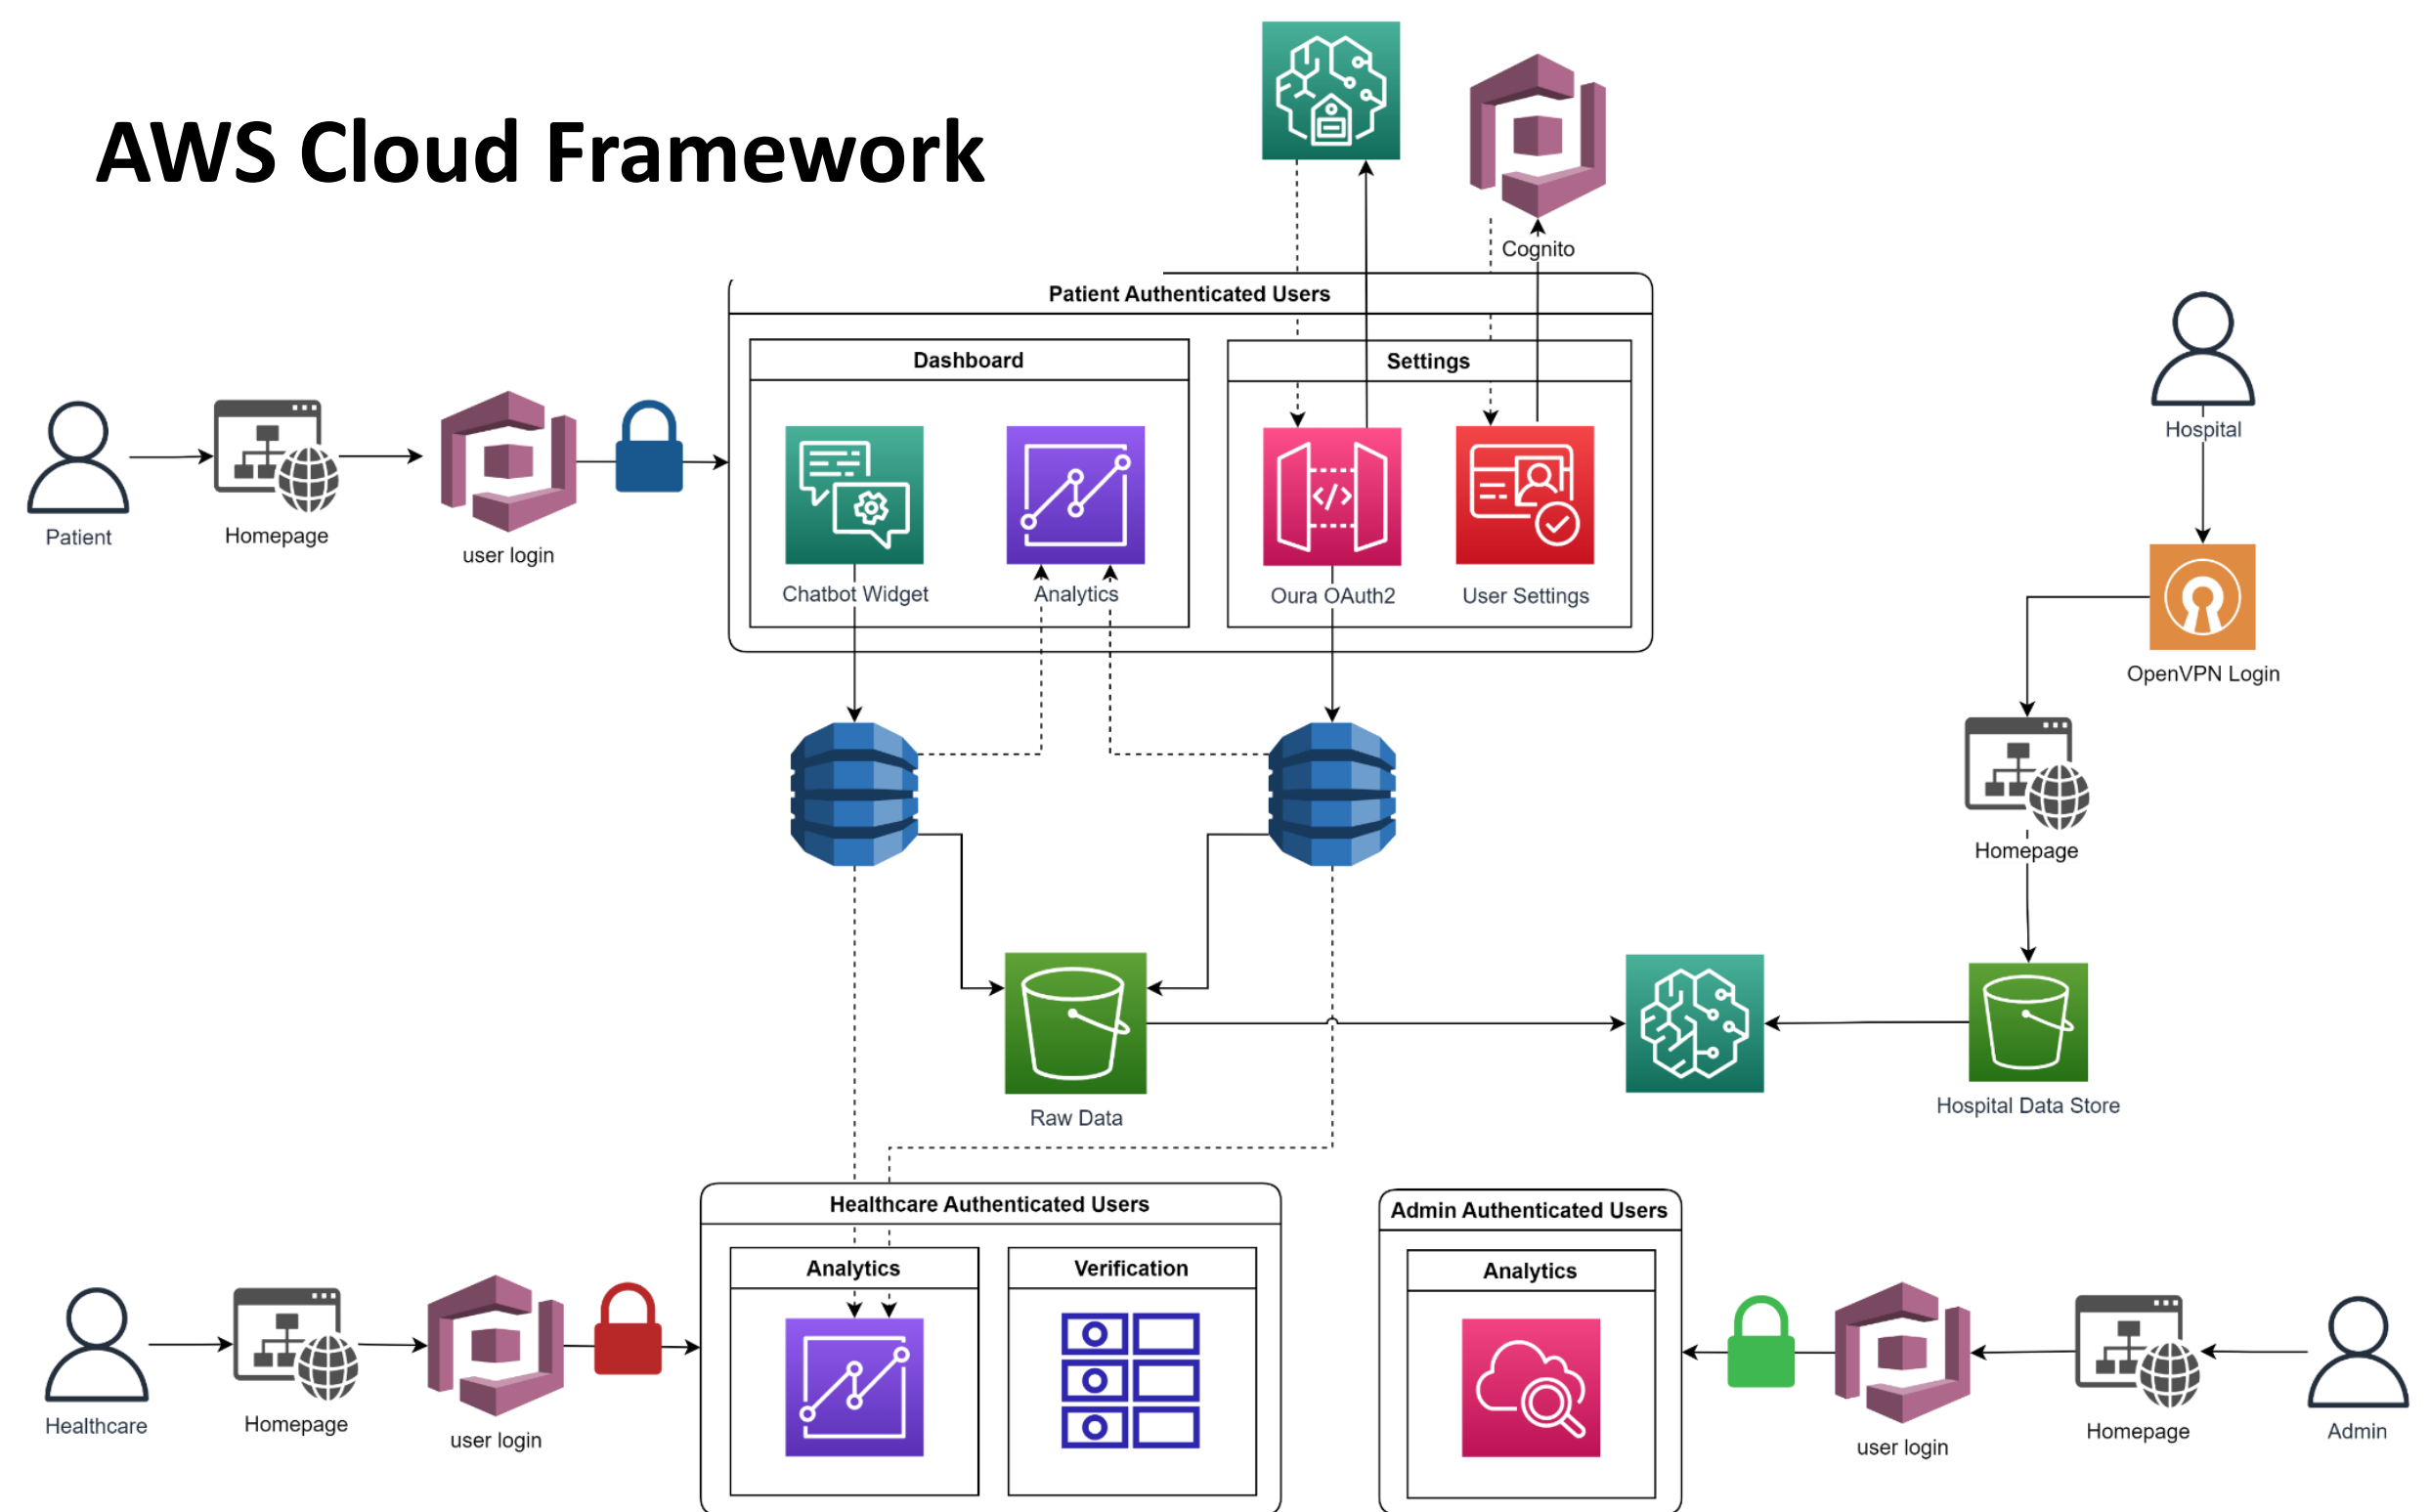 AWS Cloud Framework
Cognito
Patient Authenticated Users
Dashboard
Settings
Patient
Homepage
user login
Chatbot Widget
Analytics
Oura OAuth2
User Settings
Hospital
OpenVPN Login
Homepage
Raw Data
Hospital Data Store
Healthcare Authenticated Users
Analytics
Verification
Admin Authenticated Users
Analytics
Healthcare
Homepage
user login
user login
Homepage
Admin